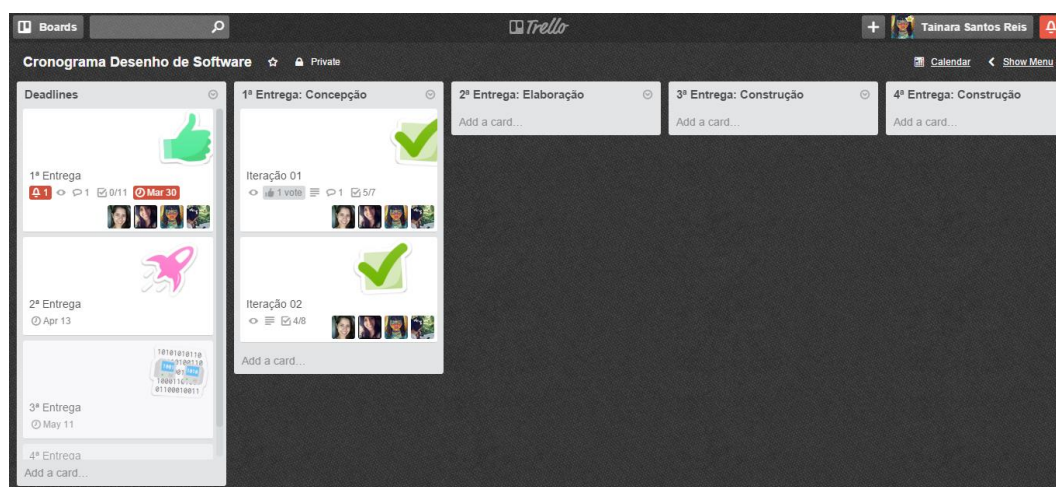 Boards
Trello
+
Tainara Santos Reis
Cronograma Desenho de Software
Private
Calendar
Show Menu
Deadlines
1ª Entrega
1
1
0/11
Mar 30
2ª Entrega
Apr 13
10101010110
3ª Entrega
May 11
4ª Entrega
Add a card...
1ª Entrega: Concepção
Iteração 01
1 vote
1
5/7
Iteração 02
4/8
Add a card...
2ª Entrega: Elaboração
Add a card...
3ª Entrega: Construção
Add a card...
4ª Entrega: Construção
Add a card...